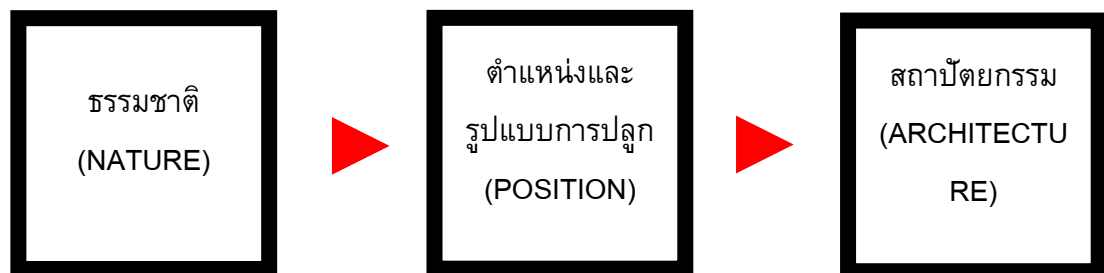 ธรรมชาติ
(NATURE)
ตำแหน่งและ
รูปแบบการปลูก
(POSITION)
สถาปัตยกรรม
(ARCHITECTU
RE)